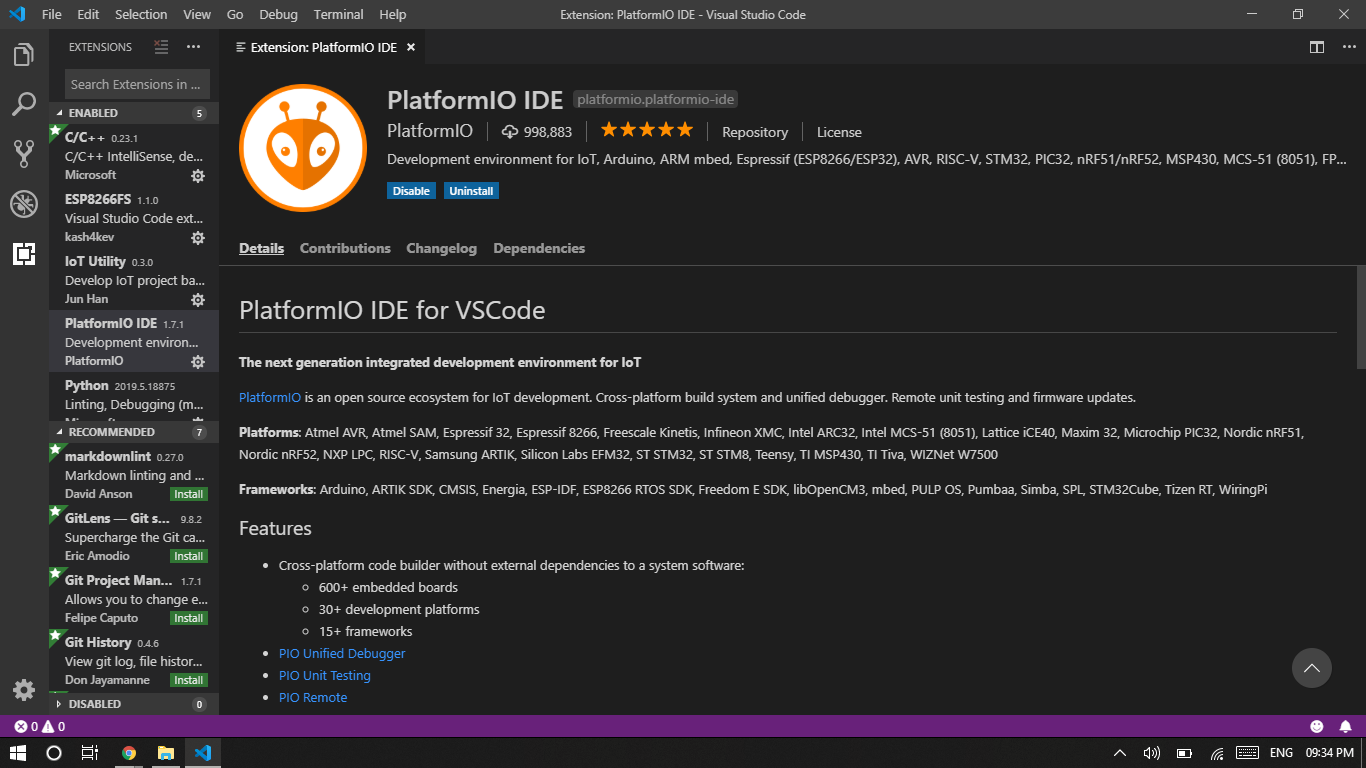 File Edit Selection View Go Debug Terminal Help Extension: PlatformIO IDE - Visual Studio Code
EXTENSIONS
Search Extensions in ...
ENABLED 5
C/C++ 0.23.1
C/C++ IntelliSense, de...
Microsoft
ESP8266FS 1.1.0
Visual Studio Code ext...
kash4kev
IoT Utility 0.3.0
Develop IoT project ba...
Jun Han
PlatformIO IDE 1.7.1
Development environ...
PlatformIO
Python 2019.5.18875
Linting, Debugging (m...
RECOMMENDED 7
markdownlint 0.27.0
Markdown linting and ...
David Anson Install
GitLens — Git s... 9.8.2
Supercharge the Git ca...
Eric Amodio Install
Git Project Man... 1.7.1
Allows you to change e...
Felipe Caputo Install
Git History 0.4.6
View git log, file histor...
Don Jayamanne Install
DISABLED 0
Extension: PlatformIO IDE
PlatformIO IDE platformio.platformio-ide
PlatformIO 998,883 Repository License
Development environment for IoT, Arduino, ARM mbed, Espressif (ESP8266/ESP32), AVR, RISC-V, STM32, PIC32, nRF51/nRF52, MSP430, MCS-51 (8051), FP...
Disable Uninstall
Details Contributions Changelog Dependencies
PlatformIO IDE for VSCode
The next generation integrated development environment for IoT
PlatformIO is an open source ecosystem for IoT development. Cross-platform build system and unified debugger. Remote unit testing and firmware updates.
Platforms: Atmel AVR, Atmel SAM, Espressif 32, Espressif 8266, Freescale Kinetis, Infineon XMC, Intel ARC32, Intel MCS-51 (8051), Lattice iCE40, Maxim 32, Microchip PIC32, Nordic nRF51,
Nordic nRF52, NXP LPC, RISC-V, Samsung ARTIK, Silicon Labs EFM32, ST STM32, ST STM8, Teensy, TI MSP430, TI Tiva, WIZNet W7500
Frameworks: Arduino, ARTIK SDK, CMSIS, Energia, ESP-IDF, ESP8266 RTOS SDK, Freedom E SDK, libOpenCM3, mbed, PULP OS, Pumbaa, Simba, SPL, STM32Cube, Tizen RT, WiringPi
Features
Cross-platform code builder without external dependencies to a system software:
600+ embedded boards
30+ development platforms
15+ frameworks
PIO Unified Debugger
PIO Unit Testing
PIO Remote
0 0
ENG 09:34 PM